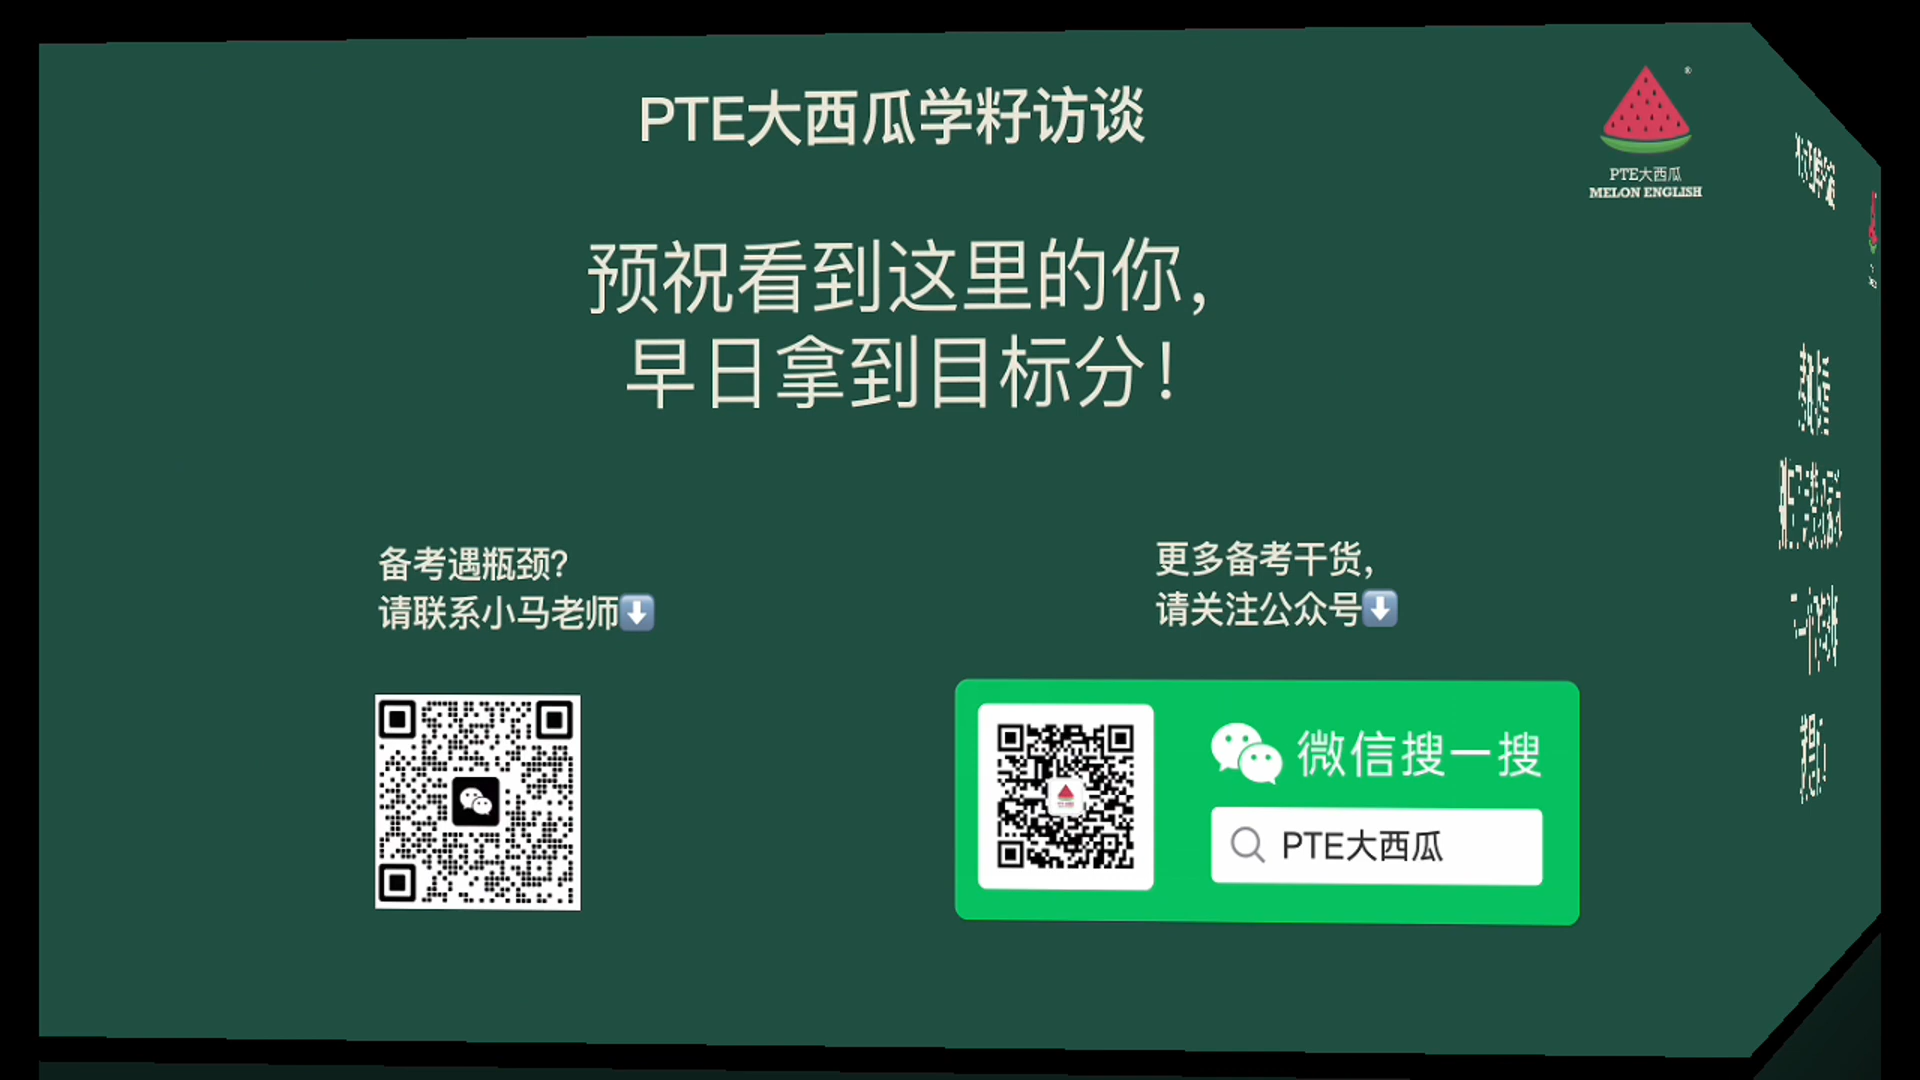 PTE大西瓜学籽访谈
®
PTE大西瓜
MELON ENGLISH
预祝看到这里的你，
早日拿到目标分！
备考遇瓶颈？
请联系小马老师⬇️
更多备考干货，
请关注公众号⬇️
微信搜一搜
PTE大西瓜